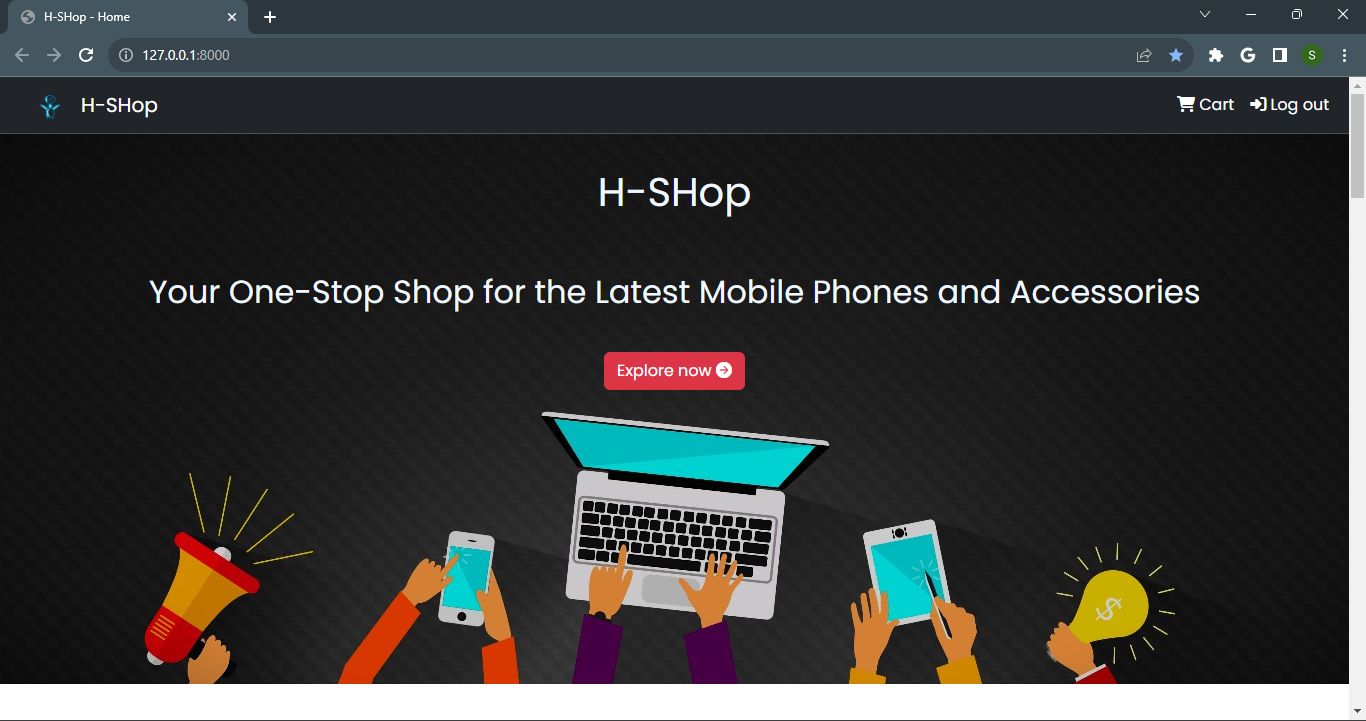 H-SHop - Home
127.0.0.1:8000
S
H-SHop
Cart
Log out
H-SHop
Your One-Stop Shop for the Latest Mobile Phones and Accessories
Explore now
$